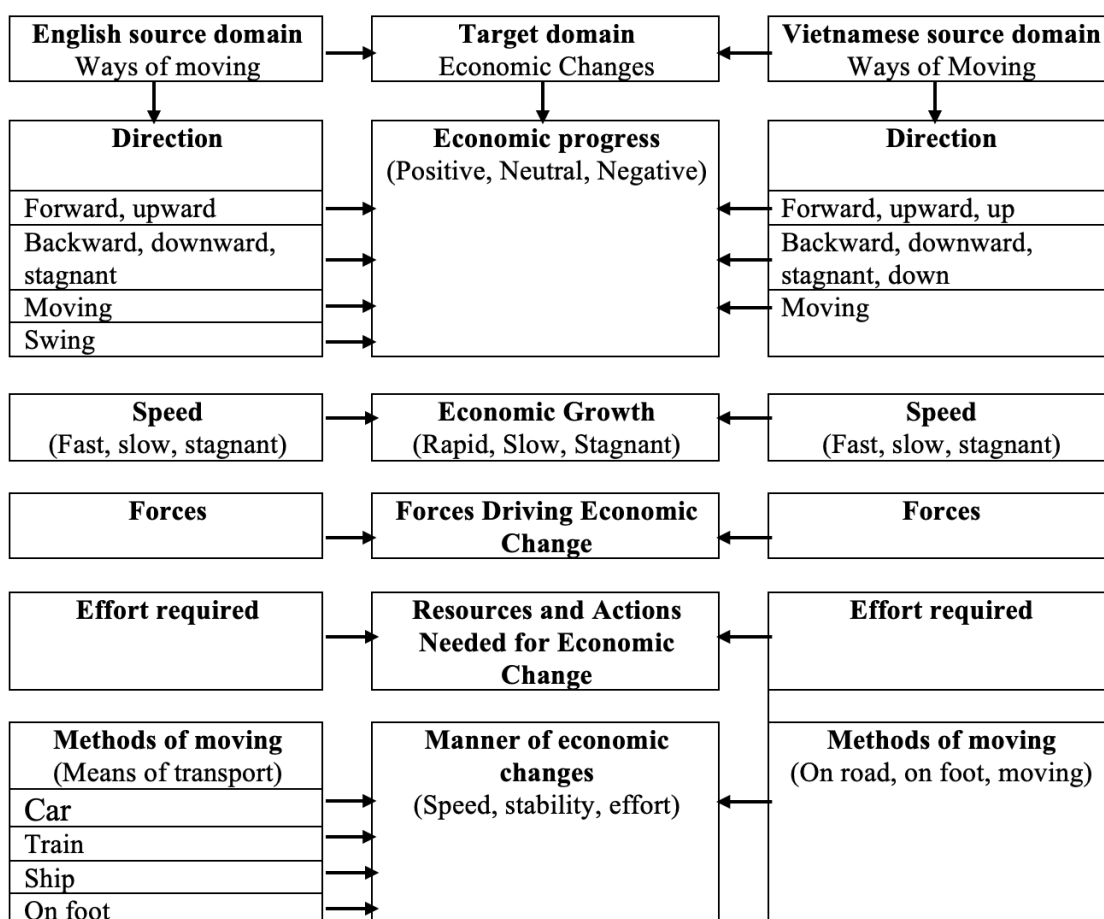 English source domain
Ways of moving
Target domain
Economic Changes
Vietnamese source domain
Ways of Moving
Direction
Economic progress
(Positive, Neutral, Negative)
Direction
Forward, upward
Forward, upward, up
Backward, downward,
stagnant
Backward, downward,
stagnant, down
Moving
Moving
Swing
Speed
(Fast, slow, stagnant)
Economic Growth
(Rapid, Slow, Stagnant)
Speed
(Fast, slow, stagnant)
Forces
Forces Driving Economic
Change
Forces
Effort required
Resources and Actions
Needed for Economic
Change
Effort required
Methods of moving
(Means of transport)
Manner of economic
changes
(Speed, stability, effort)
Methods of moving
(On road, on foot, moving)
Car
Train
Ship
On foot